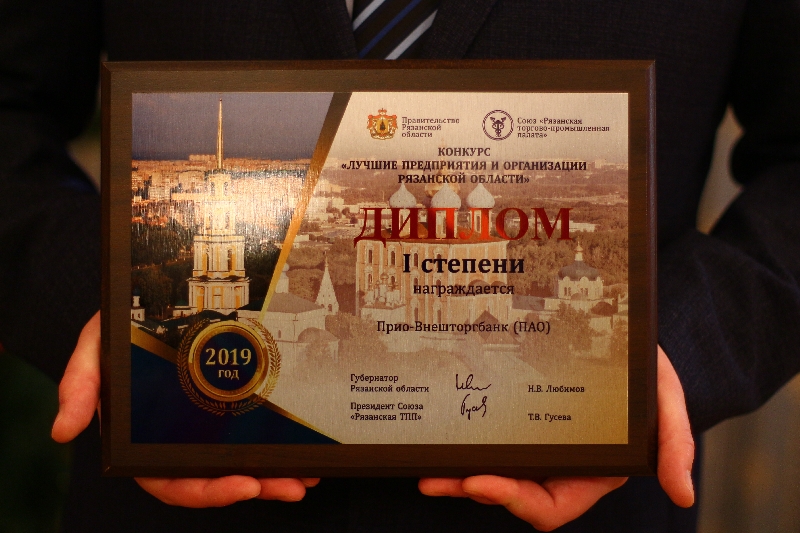 Правительство
Рязанской
области
Союз «Рязанская
торгово-промышленная
палата»
КОНКУРС
«ЛУЧШИЕ ПРЕДПРИЯТИЯ И ОРГАНИЗАЦИИ
РЯЗАНСКОЙ ОБЛАСТИ»
ДИПЛОМ
I степени
награждается
Прио-Внешторгбанк (ПАО)
2019
год
Губернатор
Рязанской области
Н.В. Любимов
Президент Союза
«Рязанская ТПП»
Т.В. Гусева